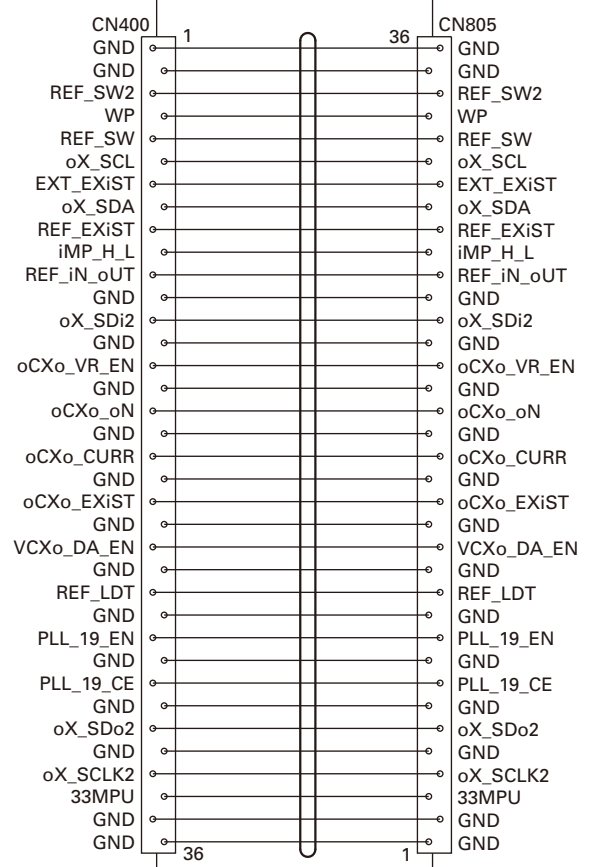 CN400 CN805
1 36
GND GND
GND GND
REF_SW2 REF_SW2
WP WP
REF_SW REF_SW
oX_SCL oX_SCL
EXT_EXiST EXT_EXiST
oX_SDA oX_SDA
REF_EXiST REF_EXiST
iMP_H_L iMP_H_L
REF_iN_oUT REF_iN_oUT
GND GND
oX_SDi2 oX_SDi2
GND GND
oCXo_VR_EN oCXo_VR_EN
GND GND
oCXo_oN oCXo_oN
GND GND
oCXo_CURR oCXo_CURR
GND GND
oCXo_EXiST oCXo_EXiST
GND GND
VCXo_DA_EN VCXo_DA_EN
GND GND
REF_LDT REF_LDT
GND GND
PLL_19_EN PLL_19_EN
GND GND
PLL_19_CE PLL_19_CE
GND GND
oX_SDo2 oX_SDo2
GND GND
oX_SCLK2 oX_SCLK2
33MPU 33MPU
GND GND
GND GND
36 1